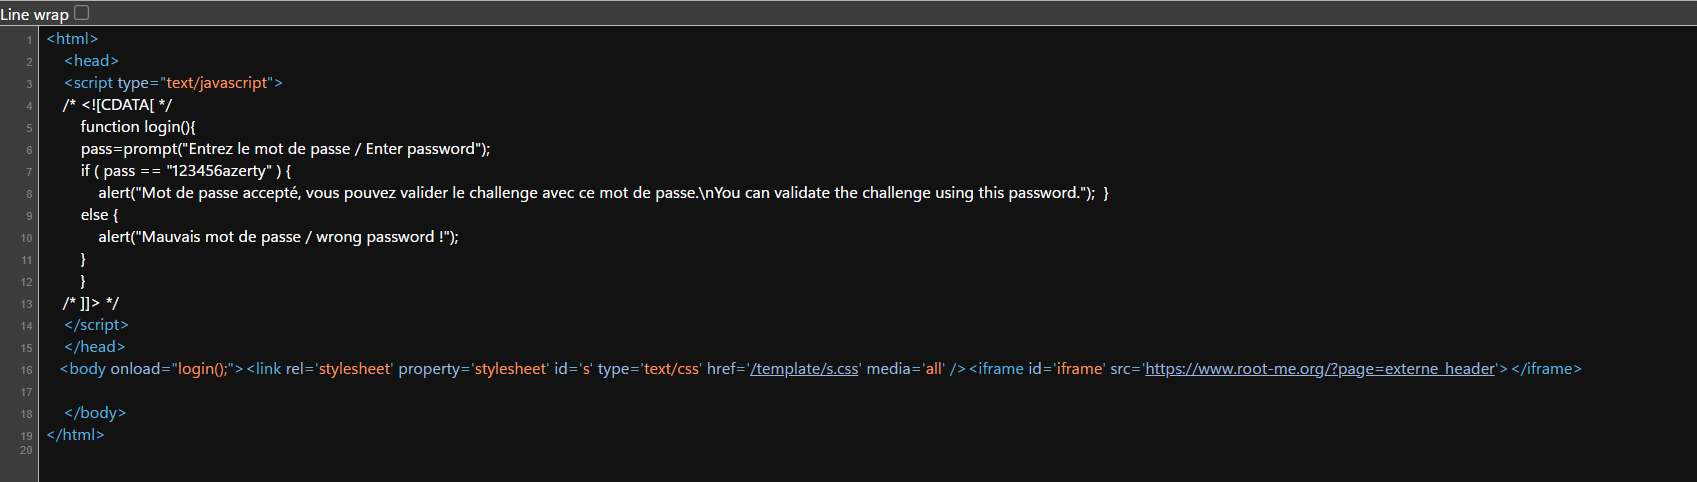 Line wrap
1 <html>
2 <head>
3 <script type="text/javascript">
4 /* <![CDATA[ */
5 function login(){
6 pass=prompt("Entrez le mot de passe / Enter password");
7 if ( pass == "123456azerty" ) {
8 alert("Mot de passe accepté, vous pouvez valider le challenge avec ce mot de passe.\nYou can validate the challenge using this password."); }
9 else {
10 alert("Mauvais mot de passe / wrong password !");
11 }
12 }
13 /* ]]> */
14 </script>
15 </head>
16 <body onload="login();"><link rel='stylesheet' property='stylesheet' id='s' type='text/css' href='/template/s.css' media='all' /><iframe id='iframe' src='https://www.root-me.org/?page=externe_header'></iframe>
17
18 </body>
19 </html>
20